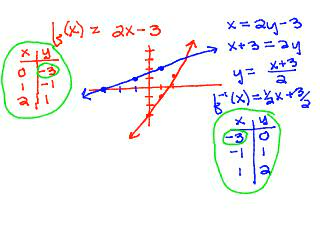 f(x) = 2x-3
x y
0 -3
1 -1
2 1
x = 2y-3
x+3 = 2y
y = x+3/2
f⁻¹(x) = 1/2x+3/2
x y
-3 0
-1 1
1 2